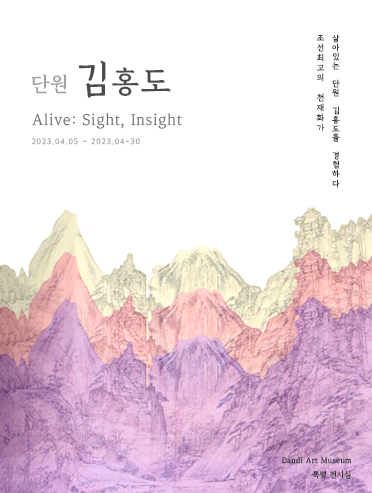 단원 김홍도
Alive: Sight, Insight
2023.04.05 - 2023.04-30
살아있는 단원 김홍도를 경험하다
조선최고의 천재화가
Dandi Art Museum
특별 전시실